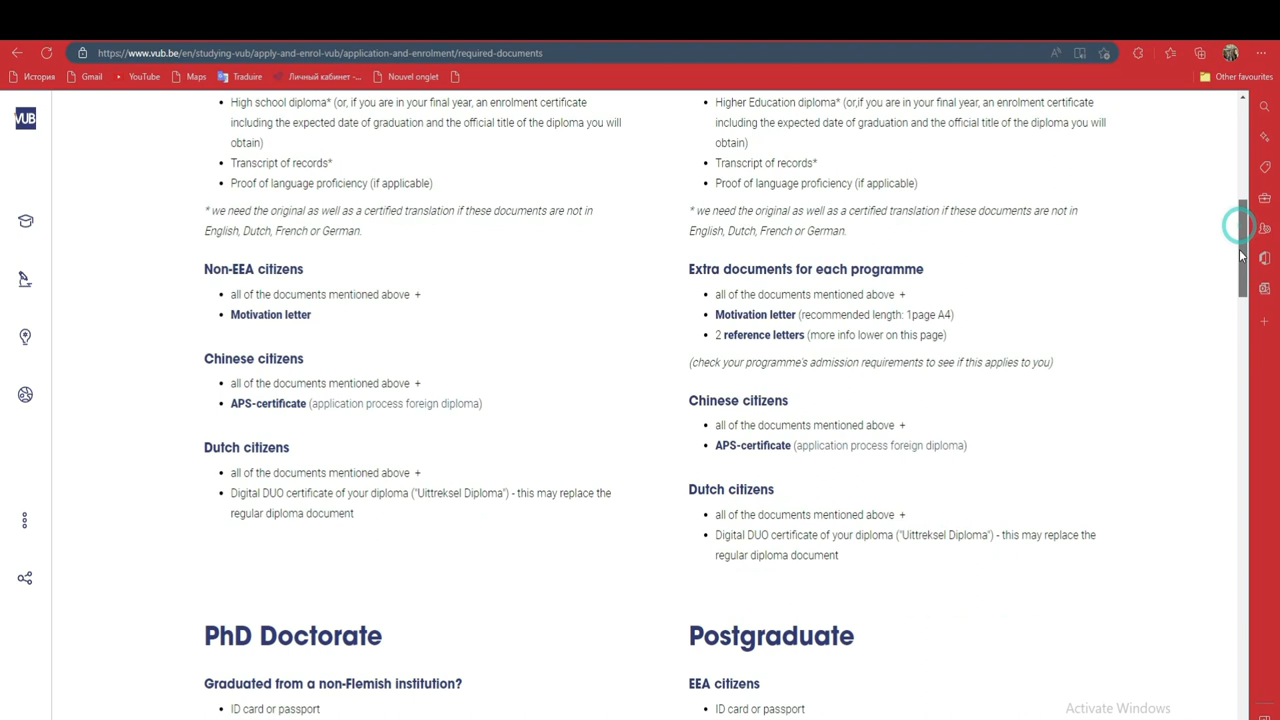 https://www.vub.be/en/studying-vub/apply-and-enrol-vub/application-and-enrolment/required-documents
История
Gmail
YouTube
Maps
Traduire
Личный кабинет -...
Nouvel onglet
Other favourites
VUB
High school diploma* (or, if you are in your final year, an enrolment certificate
including the expected date of graduation and the official title of the diploma you will
obtain)
Transcript of records*
Proof of language proficiency (if applicable)
* we need the original as well as a certified translation if these documents are not in
English, Dutch, French or German.
Non-EEA citizens
all of the documents mentioned above +
Motivation letter
Chinese citizens
all of the documents mentioned above +
APS-certificate (application process foreign diploma)
Dutch citizens
all of the documents mentioned above +
Digital DUO certificate of your diploma ("Uittreksel Diploma") - this may replace the
regular diploma document
PhD Doctorate
Graduated from a non-Flemish institution?
ID card or passport
Higher Education diploma* (or,if you are in your final year, an enrolment certificate
including the expected date of graduation and the official title of the diploma you will
obtain)
Transcript of records*
Proof of language proficiency (if applicable)
* we need the original as well as a certified translation if these documents are not in
English, Dutch, French or German.
Extra documents for each programme
all of the documents mentioned above +
Motivation letter (recommended length: 1page A4)
2 reference letters (more info lower on this page)
(check your programme's admission requirements to see if this applies to you)
Chinese citizens
all of the documents mentioned above +
APS-certificate (application process foreign diploma)
Dutch citizens
all of the documents mentioned above +
Digital DUO certificate of your diploma ("Uittreksel Diploma") - this may replace the
regular diploma document
Postgraduate
EEA citizens
ID card or passport
Activate Windows